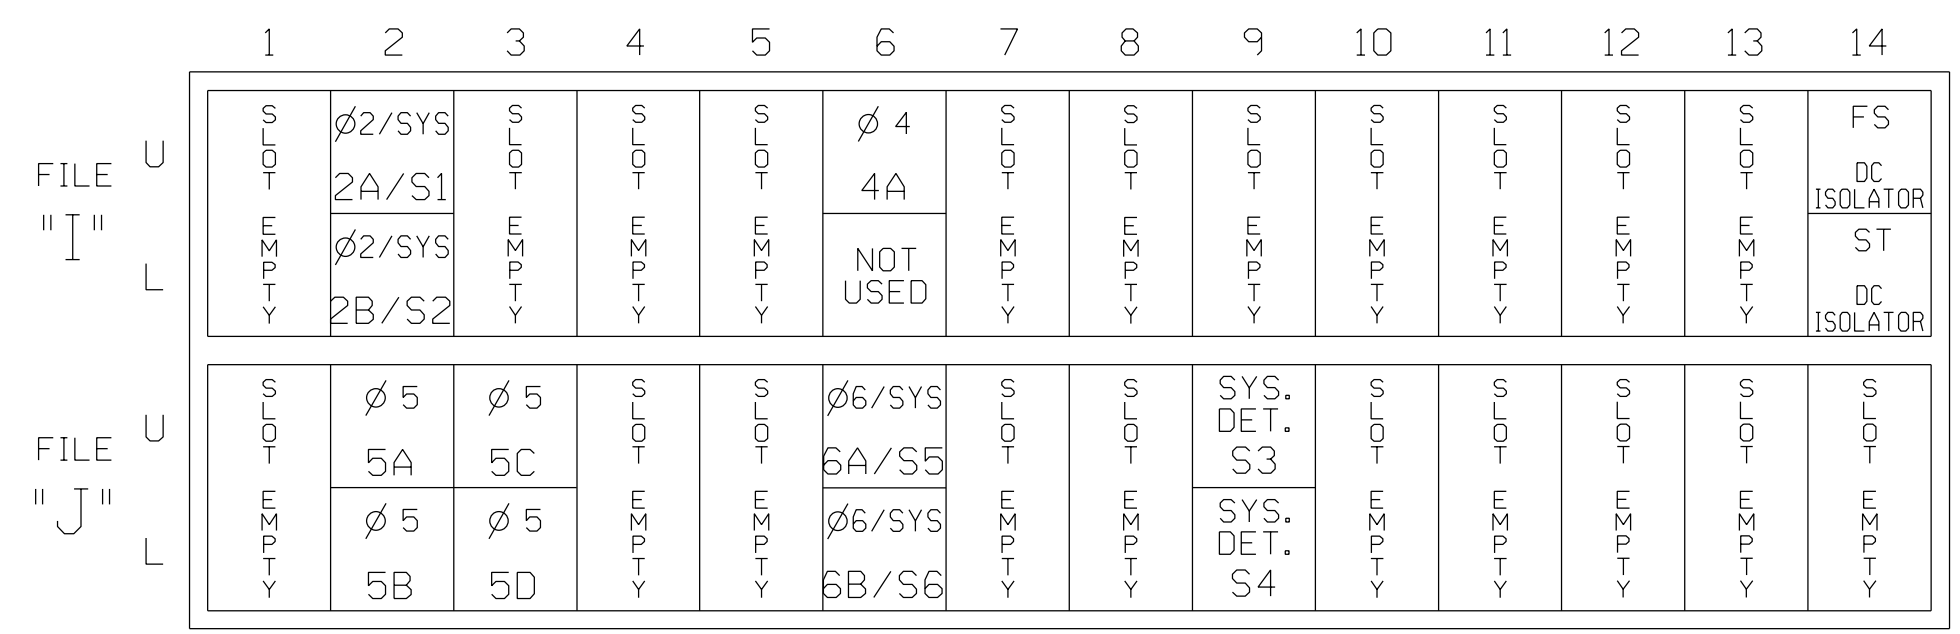 1 2 3 4 5 6 7 8 9 10 11 12 13 14
FILE
"I"
U
L
SLOT EMPTY
Ø2/SYS
2A/S1
Ø2/SYS
2B/S2
SLOT EMPTY
SLOT EMPTY
SLOT EMPTY
Ø 4
4A
NOT
USED
SLOT EMPTY
SLOT EMPTY
SLOT EMPTY
SLOT EMPTY
SLOT EMPTY
SLOT EMPTY
SLOT EMPTY
FS
DC
ISOLATOR
ST
DC
ISOLATOR
FILE
"J"
U
L
SLOT EMPTY
Ø 5
5A
Ø 5
5B
Ø 5
5C
Ø 5
5D
SLOT EMPTY
SLOT EMPTY
Ø6/SYS
6A/S5
Ø6/SYS
6B/S6
SLOT EMPTY
SLOT EMPTY
SYS.
DET.
S3
SYS.
DET.
S4
SLOT EMPTY
SLOT EMPTY
SLOT EMPTY
SLOT EMPTY
SLOT EMPTY